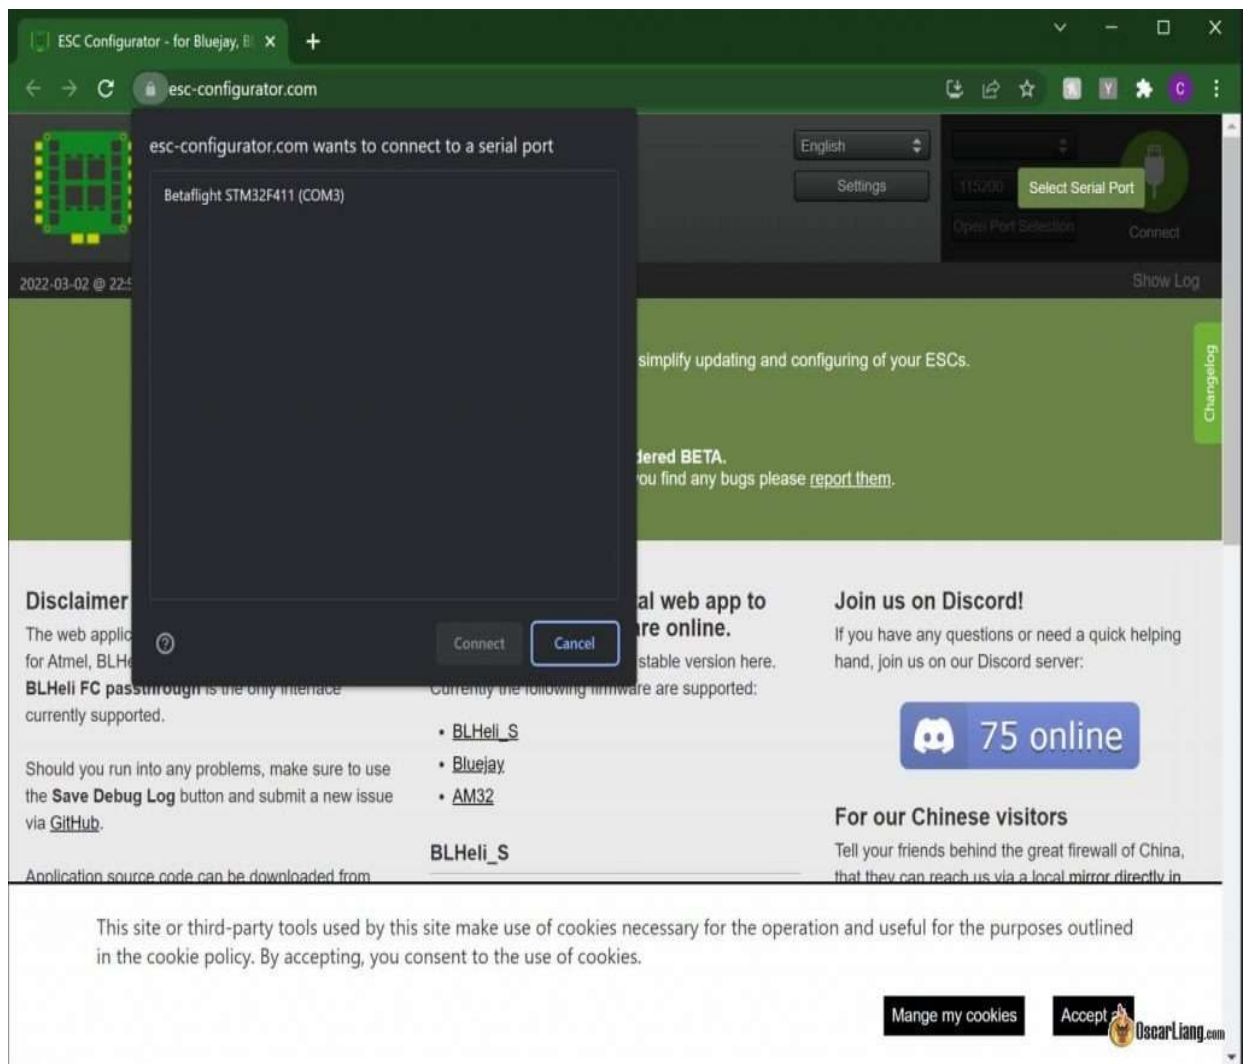 ESC Configurator - for Bluejay, B
esc-configurator.com
esc-configurator.com wants to connect to a serial port
Betaflight STM32F411 (COM3)
Connect
Cancel
English
Settings
115200
Select Serial Port
Open Port Selection
Connect
2022-03-02 @ 22:5
Show Log
simplify updating and configuring of your ESCs.
Changelog
dered BETA.
ou find any bugs please report them.
Disclaimer
The web applic
for Atmel, BLHe
BLHeli FC passthrough is the only interface
currently supported.
Should you run into any problems, make sure to use
the Save Debug Log button and submit a new issue
via GitHub.
Application source code can be downloaded from
al web app to
re online.
stable version here.
Currently the following firmware are supported:
• BLHeli_S
• Bluejay
• AM32
BLHeli_S
Join us on Discord!
If you have any questions or need a quick helping
hand, join us on our Discord server:
75 online
For our Chinese visitors
Tell your friends behind the great firewall of China,
that they can reach us via a local mirror directly in
This site or third-party tools used by this site make use of cookies necessary for the operation and useful for the purposes outlined
in the cookie policy. By accepting, you consent to the use of cookies.
Mange my cookies
Accept
OscarLiang.com